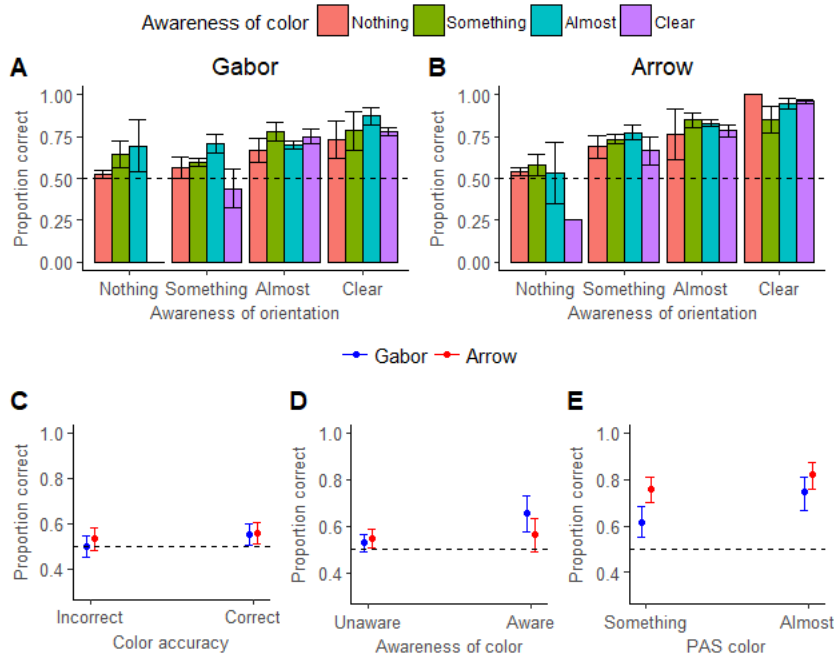 Awareness of color Nothing Something Almost Clear
A Gabor B Arrow
Proportion correct
1.00
0.75
0.50
0.25
0.00
Nothing Something Almost Clear
Awareness of orientation
Proportion correct
1.00
0.75
0.50
0.25
0.00
Nothing Something Almost Clear
Awareness of orientation
Gabor Arrow
C
Proportion correct
1.0
0.8
0.6
0.4
Incorrect Correct
Color accuracy
D
Proportion correct
1.0
0.8
0.6
0.4
Unaware Aware
Awareness of color
E
Proportion correct
1.0
0.8
0.6
0.4
Something Almost
PAS color